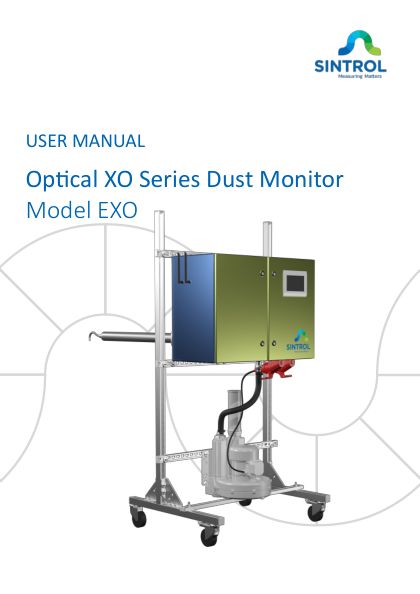 SINTROL
Measuring Matters
USER MANUAL
Optical XO Series Dust Monitor
Model EXO
SINTROL